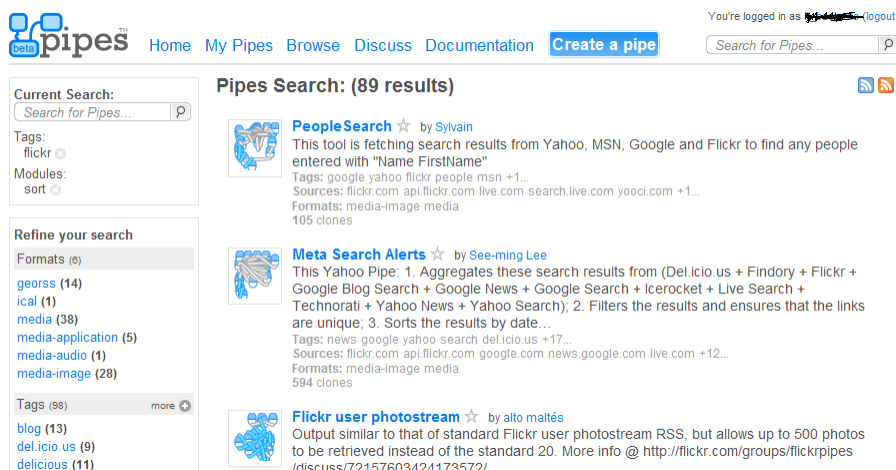 beta
pipes™
Home My Pipes Browse Discuss Documentation Create a pipe
You're logged in as (logout
Search for Pipes...
Current Search:
Search for Pipes...
Tags:
flickr
Modules:
sort
Refine your search
Formats (6)
georss (14)
ical (1)
media (38)
media-application (5)
media-audio (1)
media-image (28)
Tags (98) more
blog (13)
del.icio.us (9)
delicious (11)
Pipes Search: (89 results)
PeopleSearch by Sylvain
This tool is fetching search results from Yahoo, MSN, Google and Flickr to find any people
entered with "Name FirstName"
Tags: google yahoo flickr people msn +1...
Sources: flickr.com api.flickr.com live.com search.live.com yooci.com +1...
Formats: media-image media
105 clones
Meta Search Alerts by See-ming Lee
This Yahoo Pipe: 1. Aggregates these search results from (Del.icio.us + Findory + Flickr +
Google Blog Search + Google News + Google Search + Icerocket + Live Search +
Technorati + Yahoo News + Yahoo Search); 2. Filters the results and ensures that the links
are unique; 3. Sorts the results by date...
Tags: news google yahoo search del.icio.us +17...
Sources: flickr.com api.flickr.com google.com news.google.com live.com +12...
Formats: media-image media
594 clones
Flickr user photostream by alto maltés
Output similar to that of standard Flickr user photostream RSS, but allows up to 500 photos
to be retrieved instead of the standard 20. More info @ http://flickr.com/groups/flickrpipes
/discuss/72157603424173572/